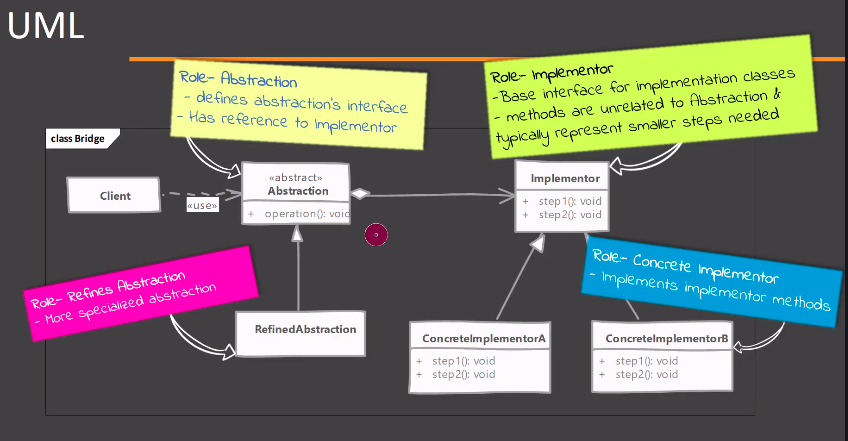 UML
Role:- Abstraction
- defines abstraction's interface
- Has reference to Implementor
Role:- Implementor
-Base interface for implementation classes
- methods are unrelated to Abstraction &
typically represent smaller steps needed
class Bridge
Client
«use»
«abstract»
Abstraction
+ operation(): void
Implementor
+ step1(): void
+ step2(): void
Role:- Refines Abstraction
- More specialized abstraction
Role:- Concrete Implementor
- Implements implementor methods
RefinedAbstraction
ConcreteImplementorA
+ step1(): void
+ step2(): void
ConcreteImplementorB
+ step1(): void
+ step2(): void